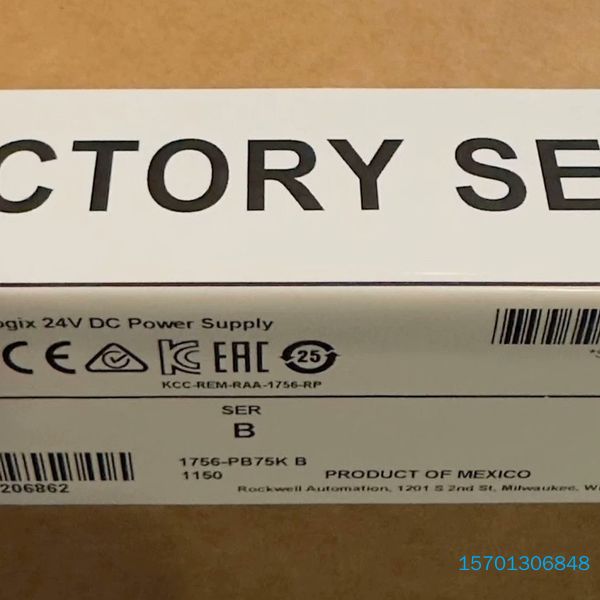 CTORY SE
ogix 24V DC Power Supply
CE EAC 25
KCC-REM-RAA-1756-RP
SER
B
1756-PB75K B
1150
PRODUCT OF MEXICO
206862
Rockwell Automation, 1201 S 2nd St, Milwaukee, W
15701306848